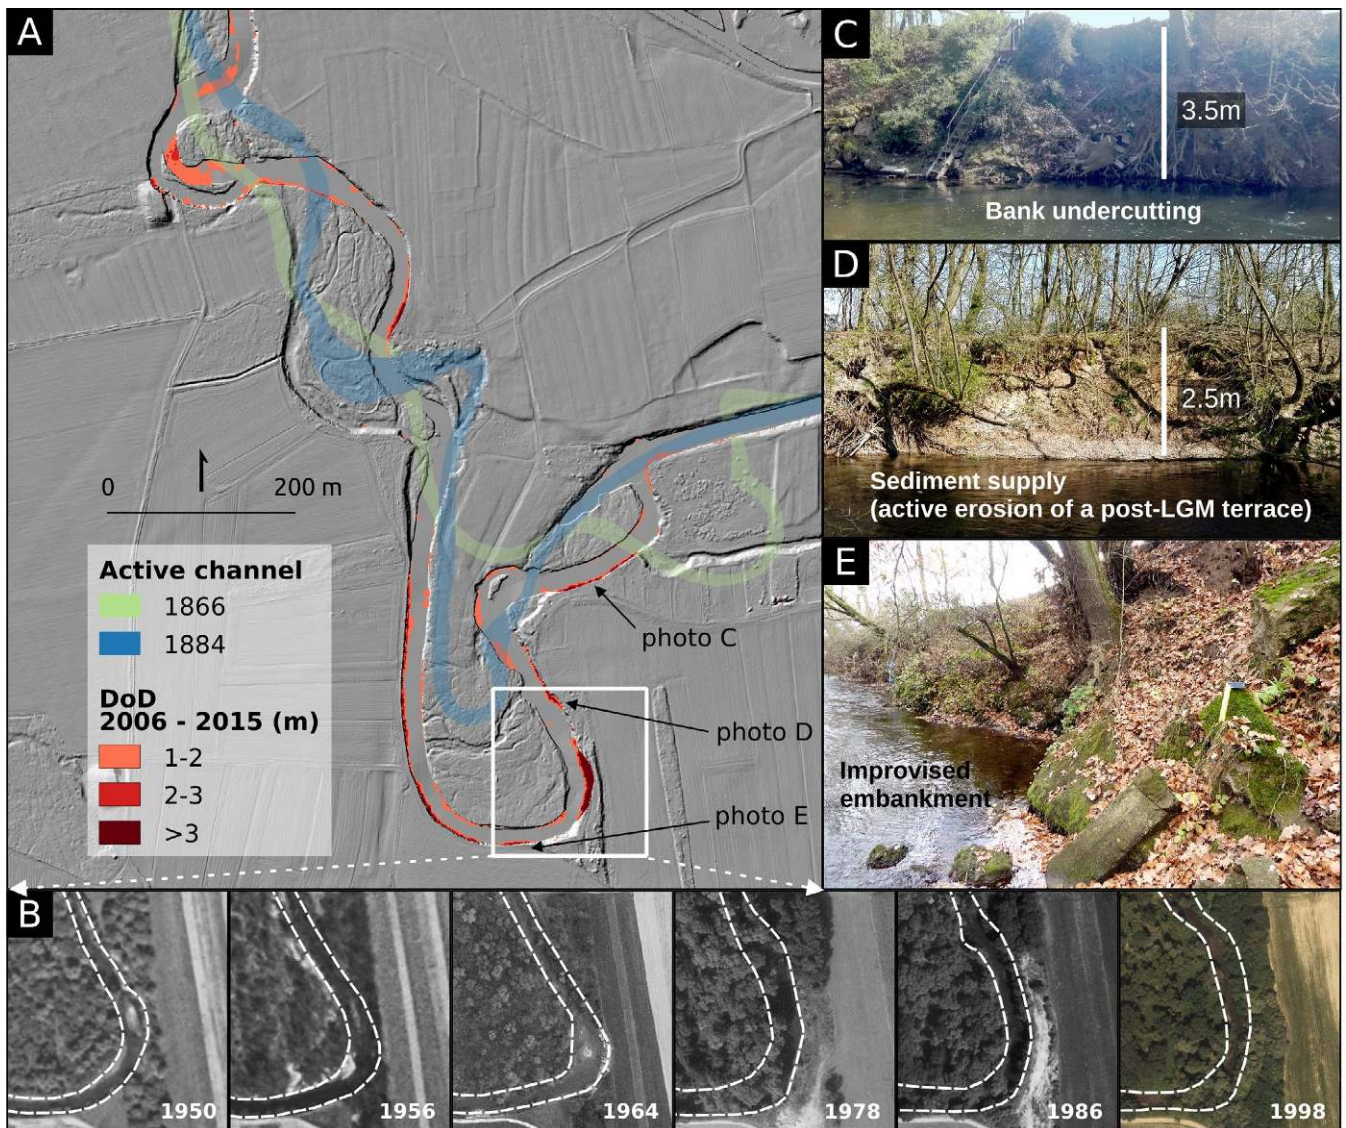 A
0 200 m
Active channel
1866
1884
DoD
2006 - 2015 (m)
1-2
2-3
>3
photo C
photo D
photo E
B
1950
1956
1964
1978
1986
1998
C
3.5m
Bank undercutting
D
2.5m
Sediment supply
(active erosion of a post-LGM terrace)
E
Improvised
embankment